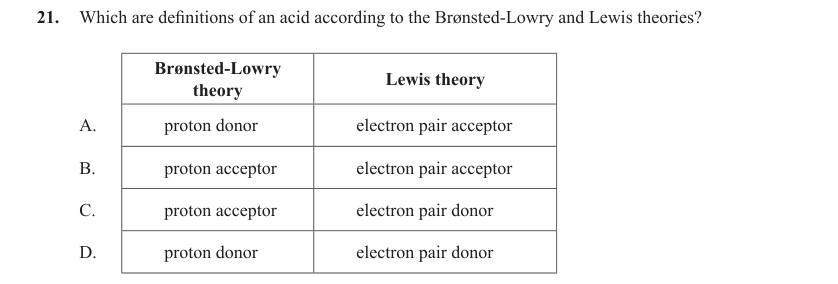 21. Which are definitions of an acid according to the Brønsted-Lowry and Lewis theories?
Brønsted-Lowry
theory
Lewis theory
A. proton donor electron pair acceptor
B. proton acceptor electron pair acceptor
C. proton acceptor electron pair donor
D. proton donor electron pair donor